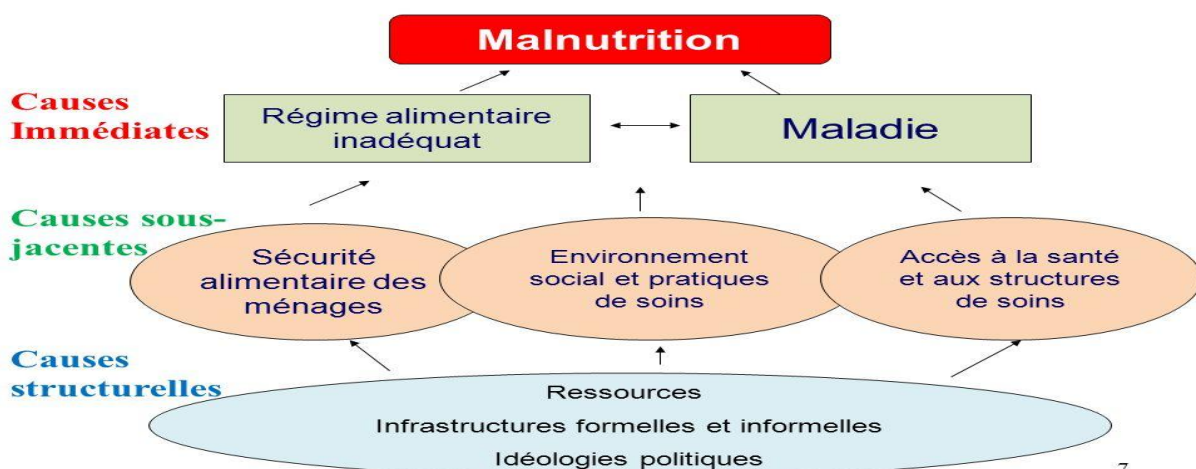 Malnutrition
Causes
Immédiates
Régime alimentaire
inadéquat
Maladie
Causes sous-
jacentes
Sécurité
alimentaire des
ménages
Environnement
social et pratiques
de soins
Accès à la santé
et aux structures
de soins
Causes
structurelles
Ressources
Infrastructures formelles et informelles
Idéologies politiques
7